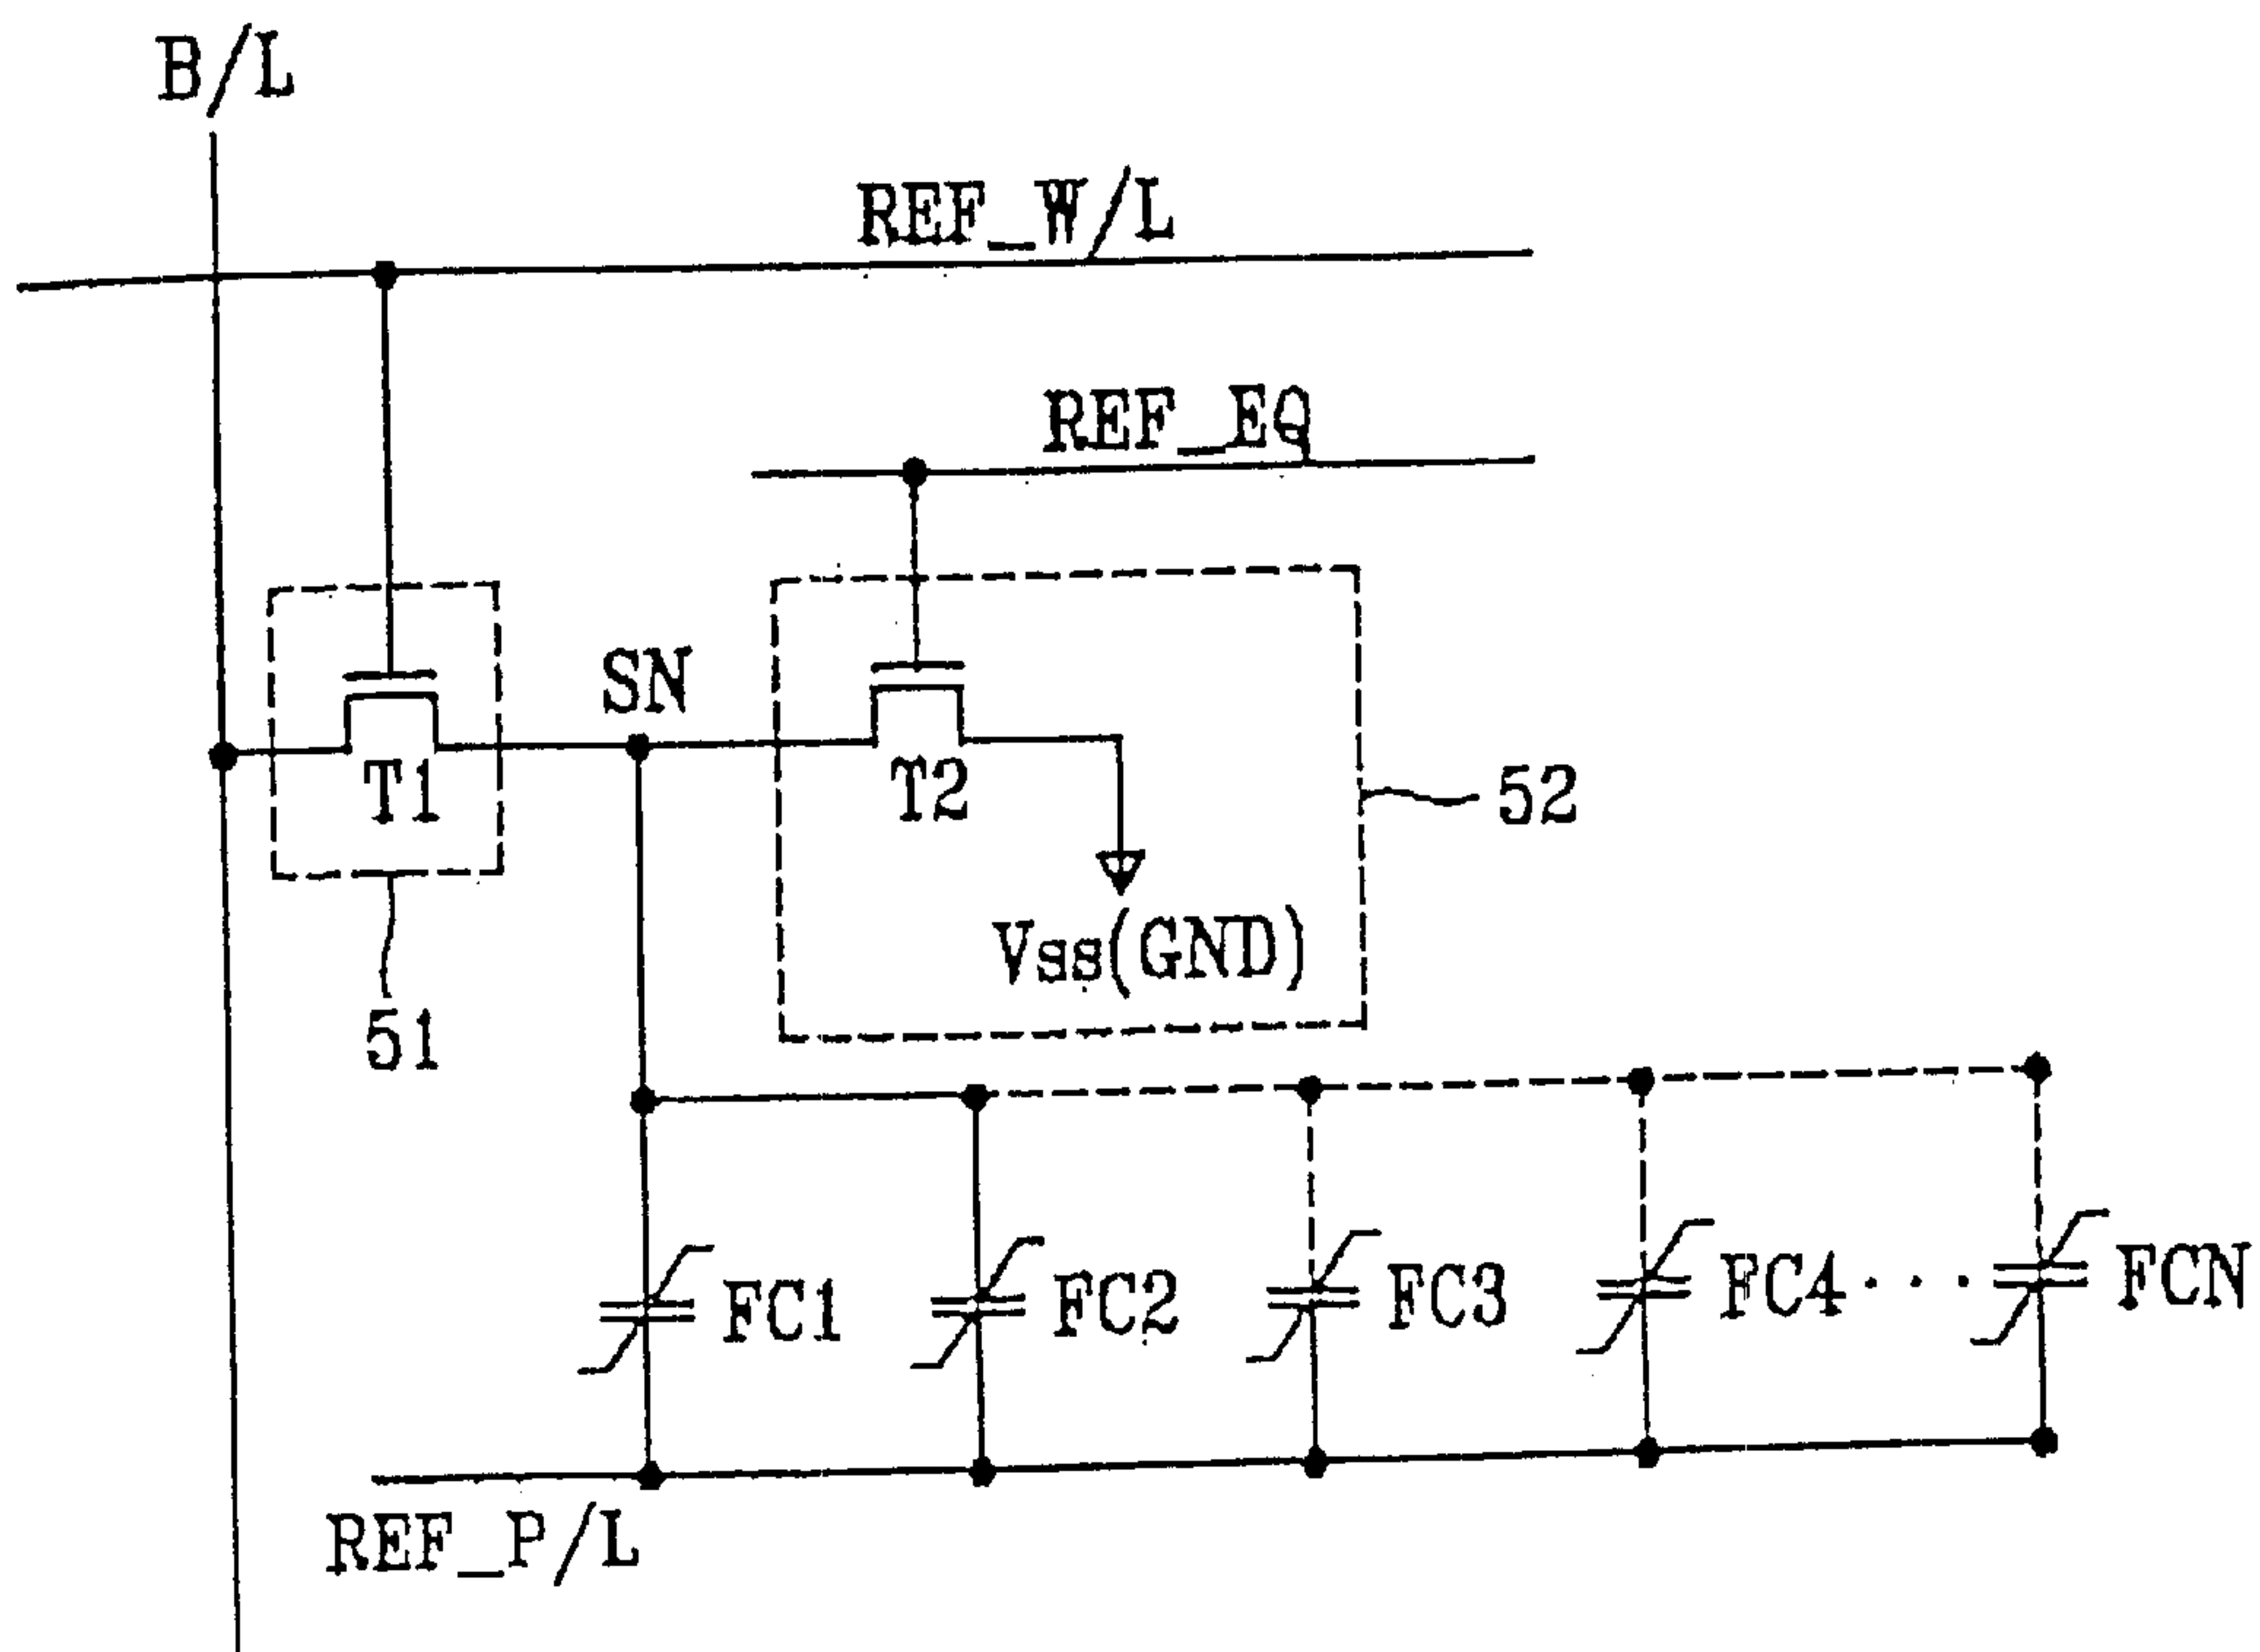 B/L
REF_W/L
REF_EQ
SN
T1
T2
52
Vss(GND)
51
FC1 FC2 FC3 FC4 ... FCN
REF_P/L